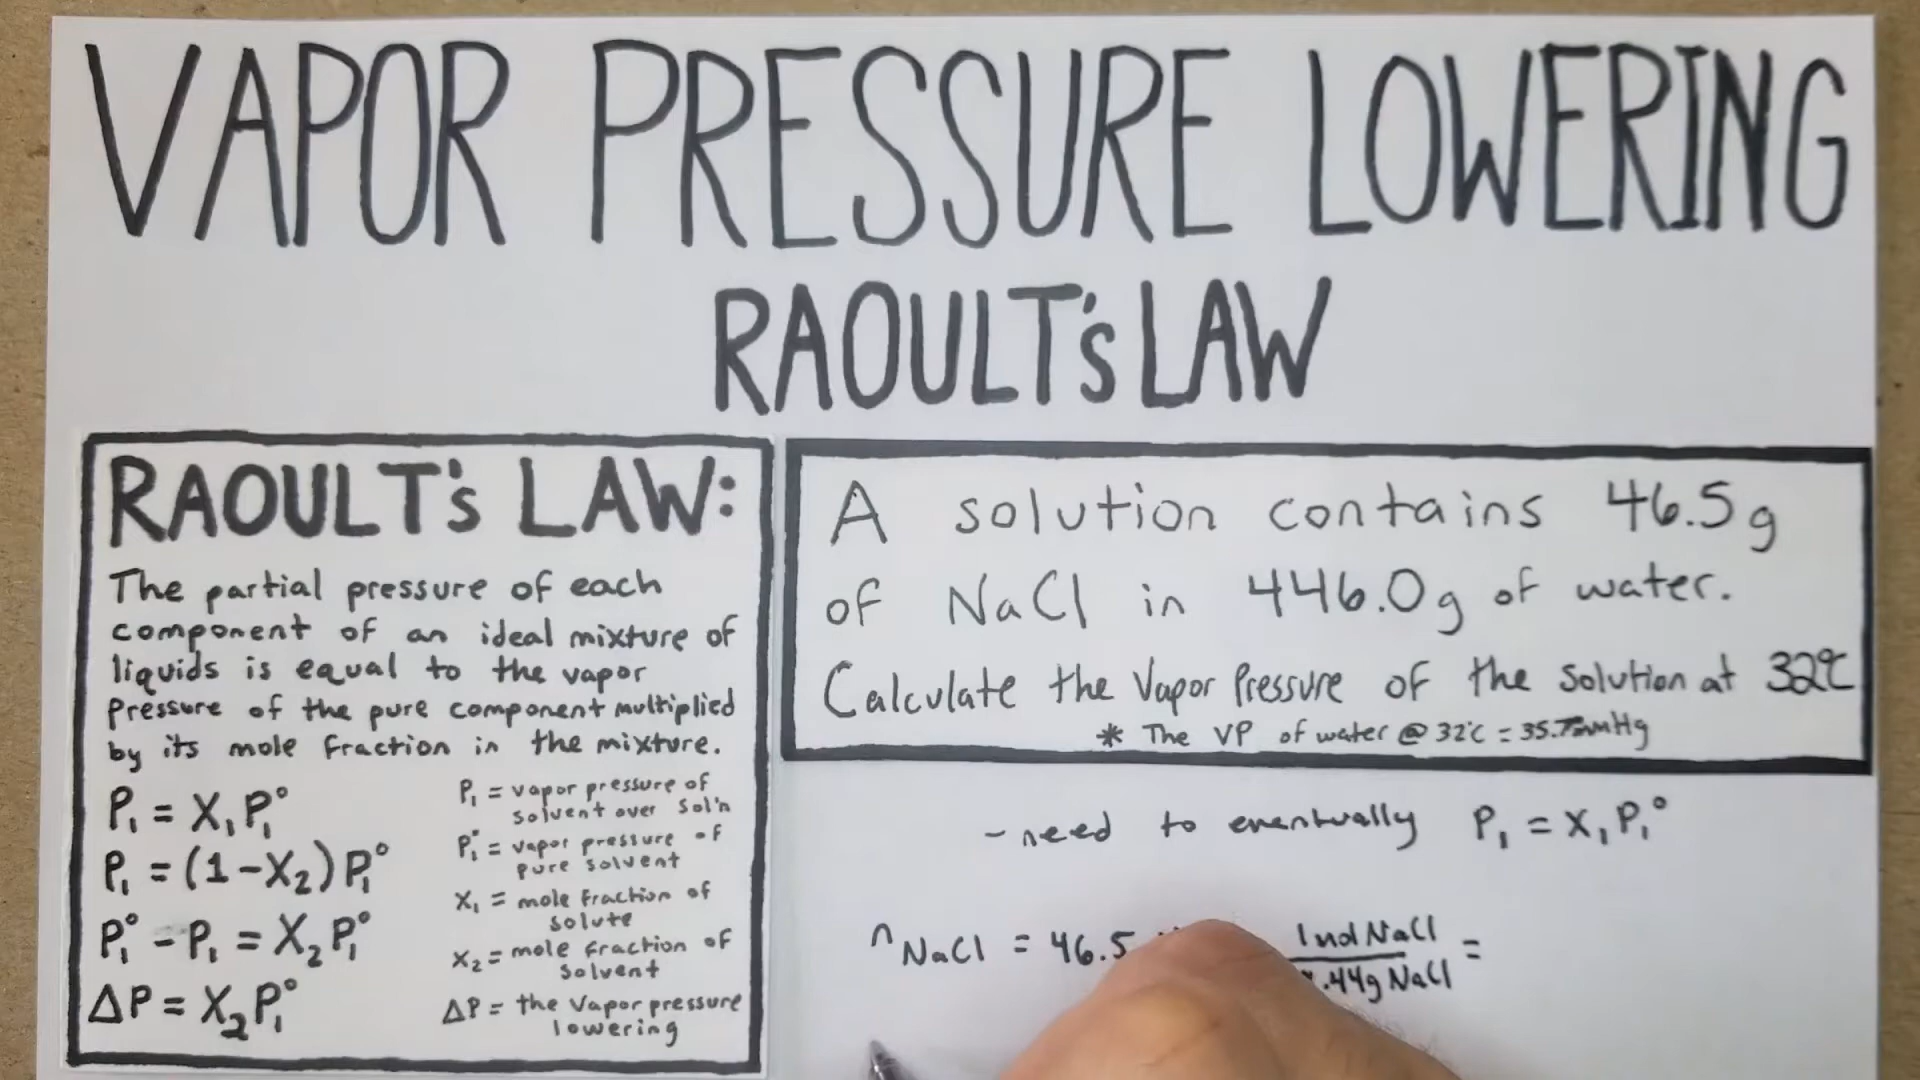 VAPOR PRESSURE LOWERING
RAOULT's LAW
RAOULT's LAW:
The partial pressure of each
component of an ideal mixture of
liquids is equal to the vapor
pressure of the pure component multiplied
by its mole fraction in the mixture.
P₁ = X₁P₁°
P₁ = (1-X₂)P₁°
P₁° - P₁ = X₂P₁°
ΔP = X₂P₁°
P₁ = vapor pressure of
solvent over sol'n
P₁° = vapor pressure of
pure solvent
X₁ = mole fraction of
solute
X₂ = mole fraction of
solvent
ΔP = the Vapor pressure
lowering
A solution contains 46.5g
of NaCl in 446.0g of water.
Calculate the Vapor Pressure of the Solution at 32°C
* The VP of water @ 32°C =
- need to eventually P₁ = X₁P₁°
nNaCl = 46.5 1mol NaCl =
.44g NaCl